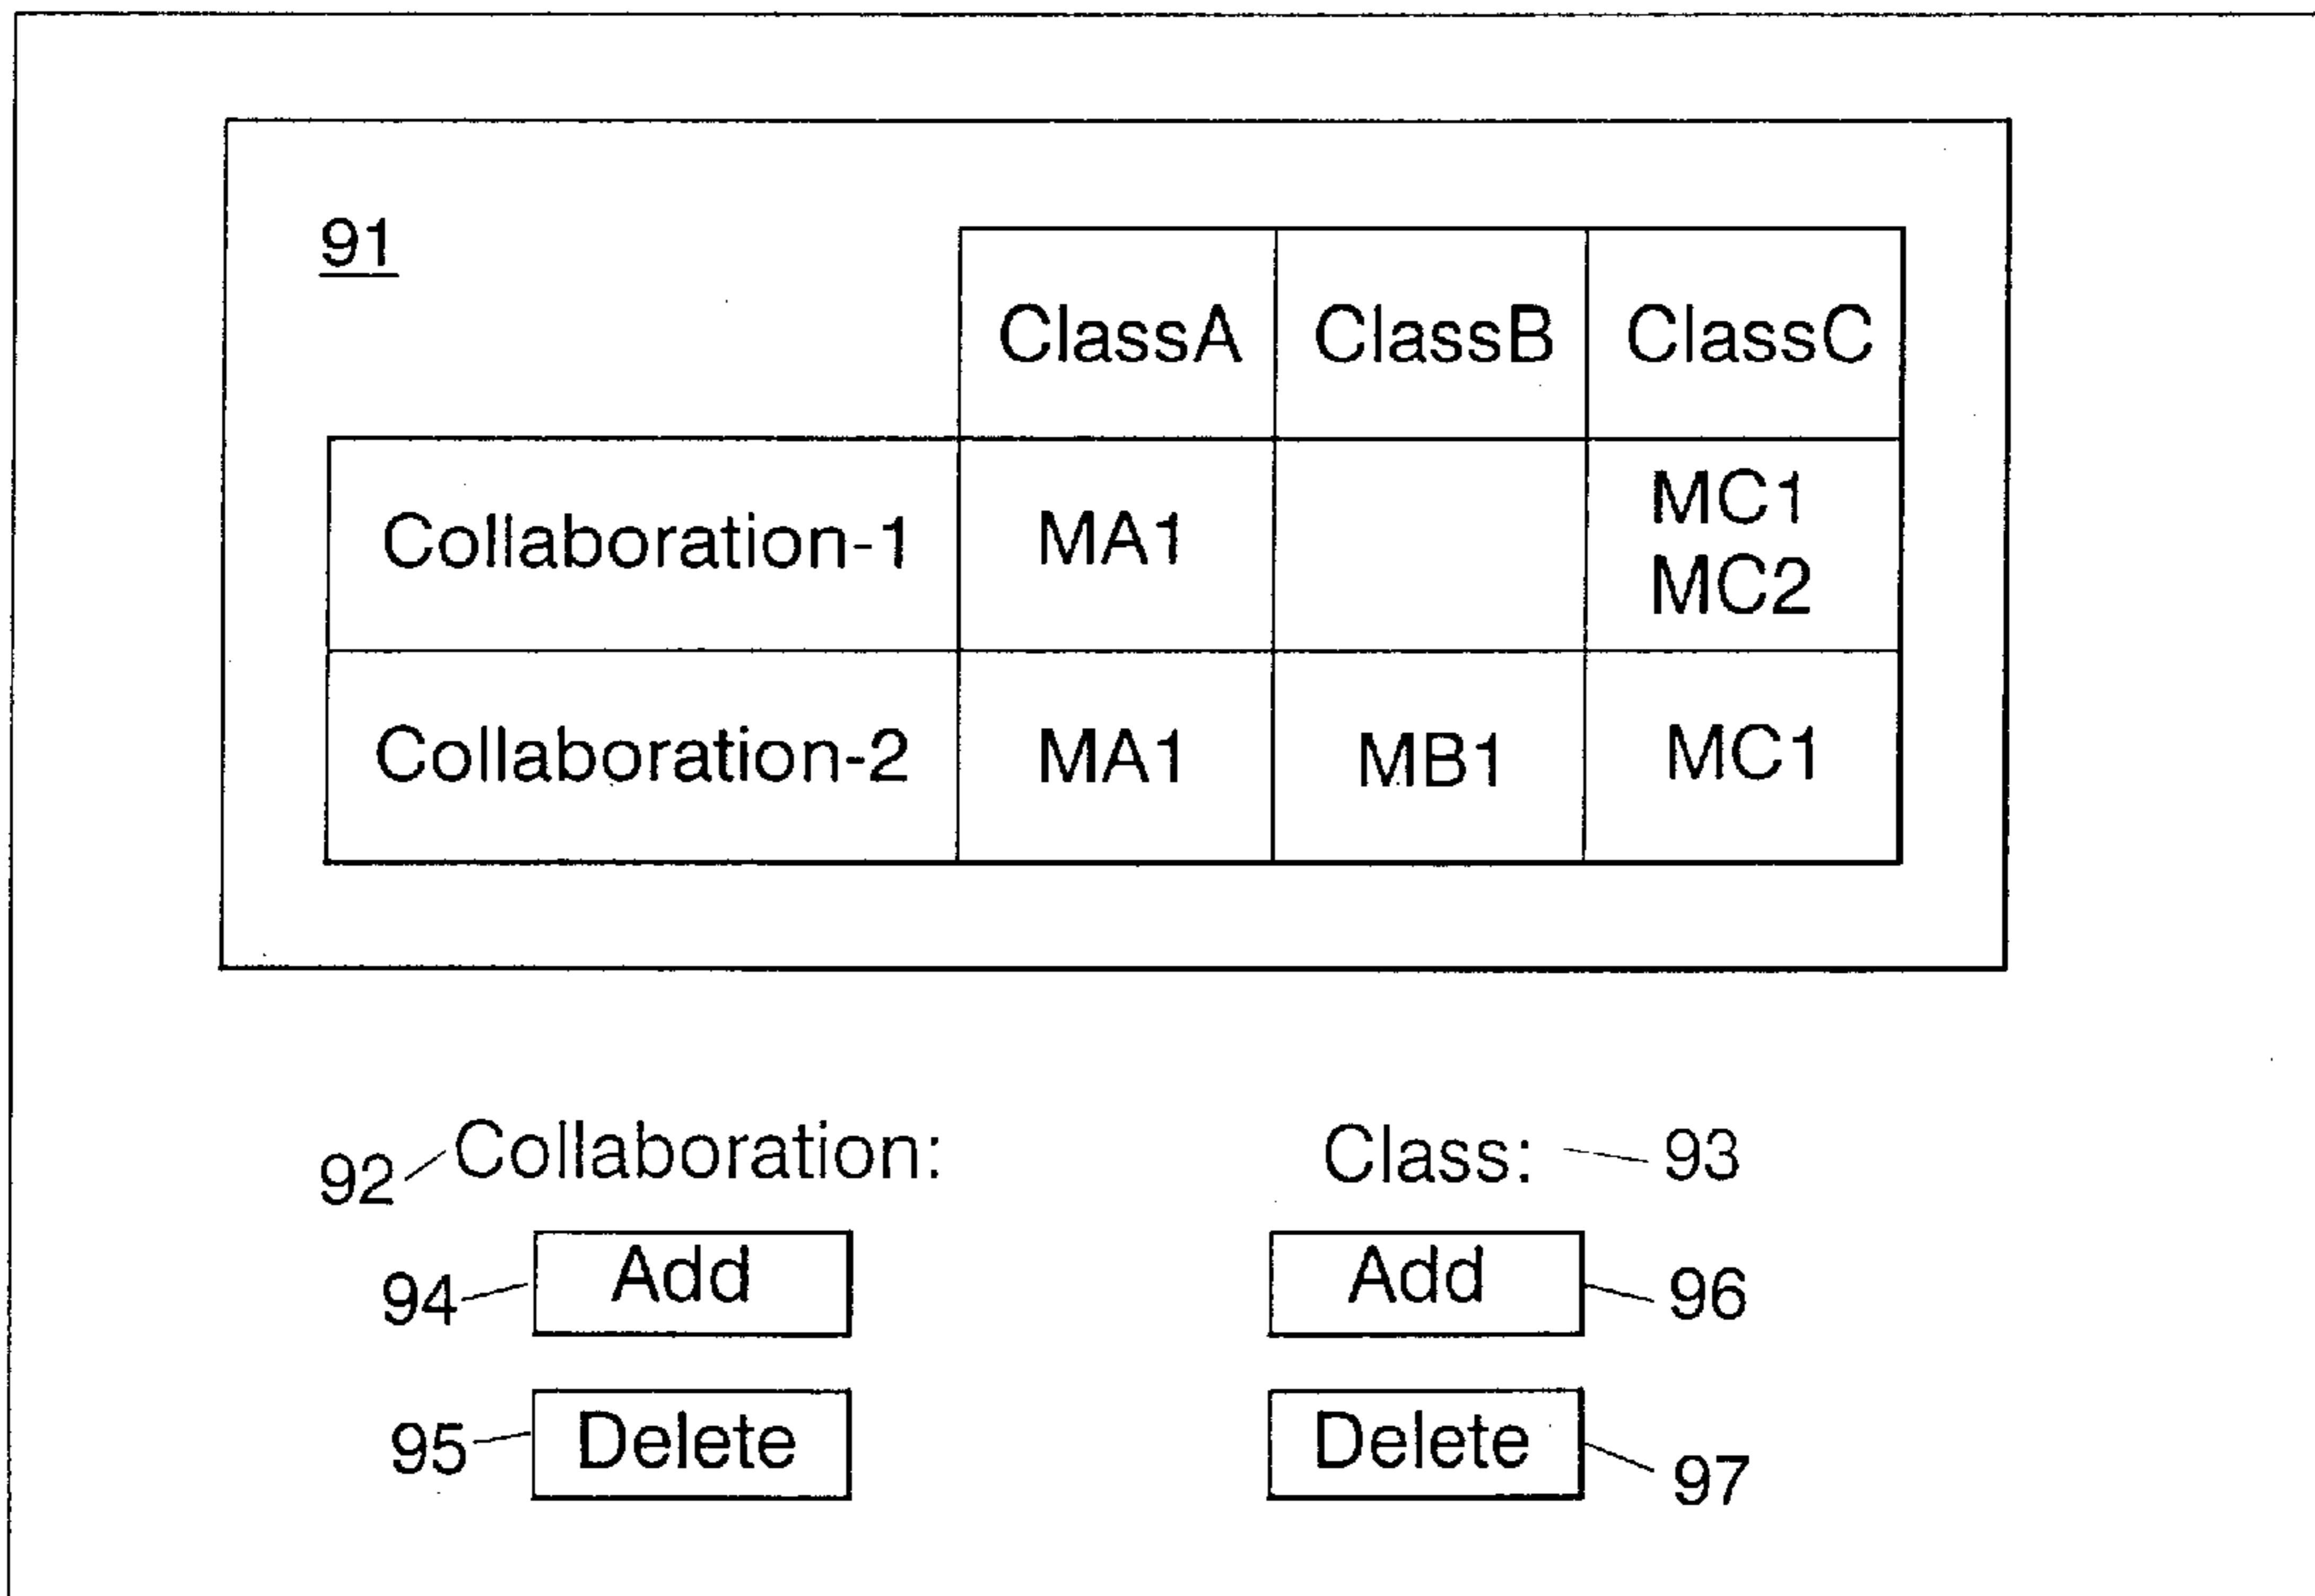 91
ClassA ClassB ClassC
Collaboration-1 MA1 MC1
MC2
Collaboration-2 MA1 MB1 MC1
92 Collaboration: Class: 93
94 Add Add 96
95 Delete Delete 97